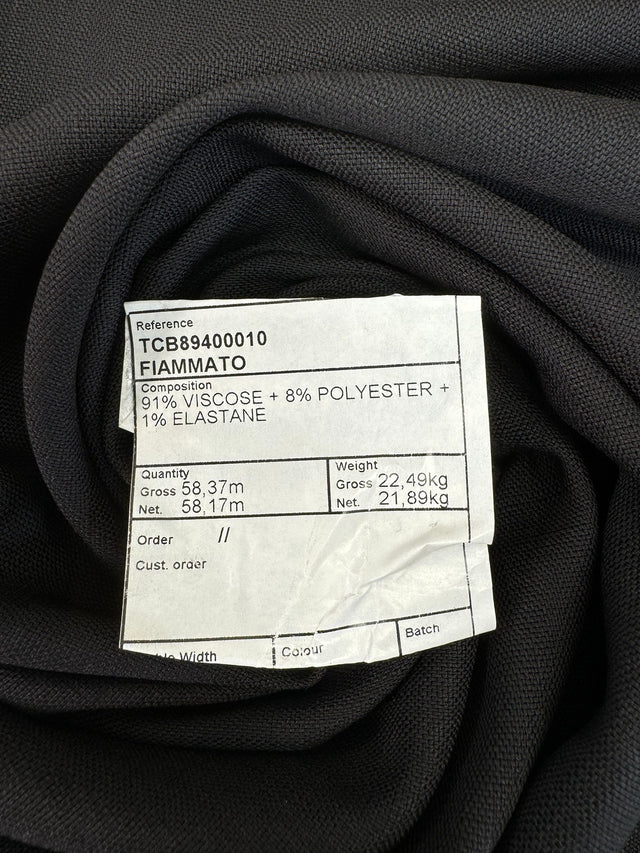 Reference
TCB89400010
FIAMMATO
Composition
91% VISCOSE + 8% POLYESTER +
1% ELASTANE
Quantity
Gross 58,37m
Net. 58,17m
Weight
Gross 22,49kg
Net. 21,89kg
Order //
Cust. order
Width
Colour
Batch